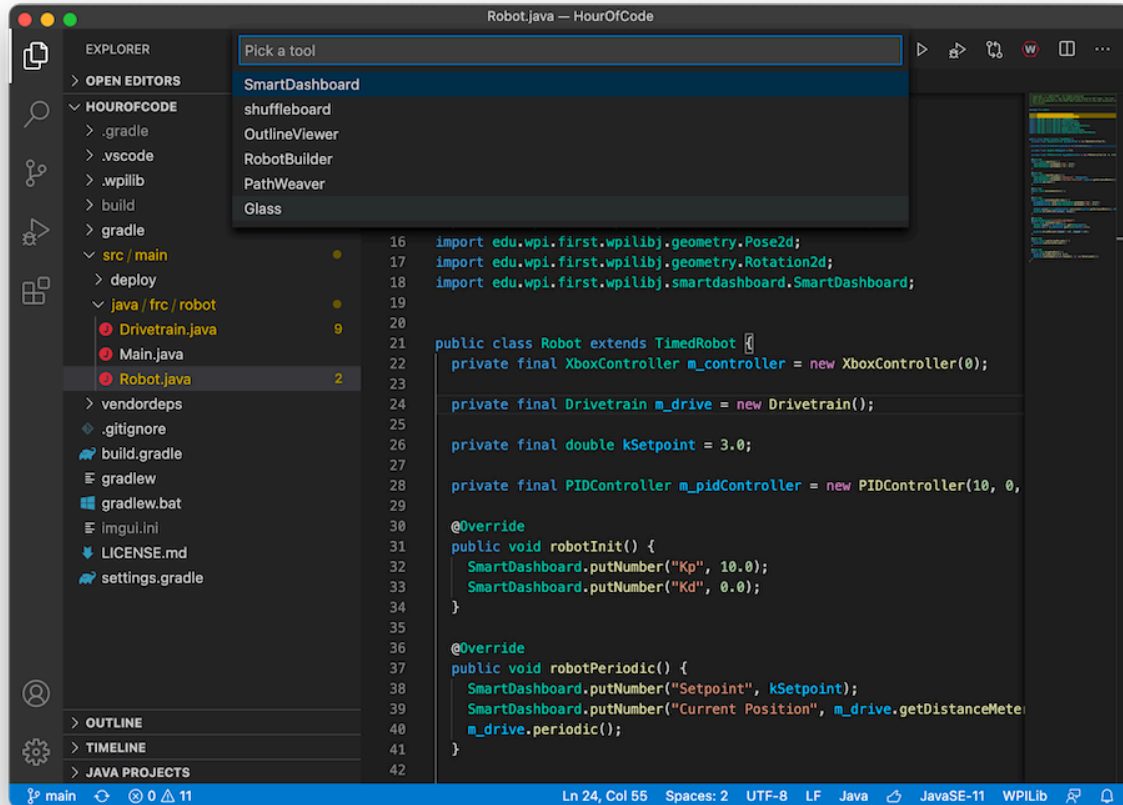 Robot.java — HourOfCode
EXPLORER
OPEN EDITORS
HOUROFCODE
.gradle
.vscode
.wpilib
build
gradle
src / main
deploy
java / frc / robot
Drivetrain.java 9
Main.java
Robot.java 2
vendordeps
.gitignore
build.gradle
gradlew
gradlew.bat
imgui.ini
LICENSE.md
settings.gradle
OUTLINE
TIMELINE
JAVA PROJECTS
Pick a tool
SmartDashboard
shuffleboard
OutlineViewer
RobotBuilder
PathWeaver
Glass
16 import edu.wpi.first.wpilibj.geometry.Pose2d;
17 import edu.wpi.first.wpilibj.geometry.Rotation2d;
18 import edu.wpi.first.wpilibj.smartdashboard.SmartDashboard;
19
20
21 public class Robot extends TimedRobot {
22 private final XboxController m_controller = new XboxController(0);
23
24 private final Drivetrain m_drive = new Drivetrain();
25
26 private final double kSetpoint = 3.0;
27
28 private final PIDController m_pidController = new PIDController(10, 0,
29
30 @Override
31 public void robotInit() {
32 SmartDashboard.putNumber("Kp", 10.0);
33 SmartDashboard.putNumber("Kd", 0.0);
34 }
35
36 @Override
37 public void robotPeriodic() {
38 SmartDashboard.putNumber("Setpoint", kSetpoint);
39 SmartDashboard.putNumber("Current Position", m_drive.getDistanceMete
40 m_drive.periodic();
41 }
42
main 0 11 Ln 24, Col 55 Spaces: 2 UTF-8 LF Java JavaSE-11 WPILib